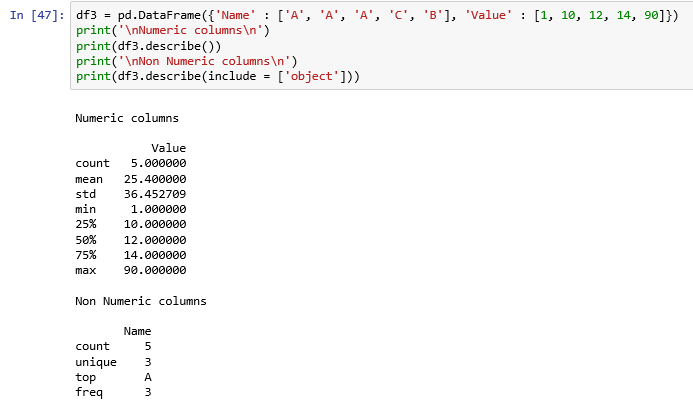 In [47]: df3 = pd.DataFrame({'Name' : ['A', 'A', 'A', 'C', 'B'], 'Value' : [1, 10, 12, 14, 90]})
print('\nNumeric columns\n')
print(df3.describe())
print('\nNon Numeric columns\n')
print(df3.describe(include = ['object']))
Numeric columns
Value
count 5.000000
mean 25.400000
std 36.452709
min 1.000000
25% 10.000000
50% 12.000000
75% 14.000000
max 90.000000
Non Numeric columns
Name
count 5
unique 3
top A
freq 3